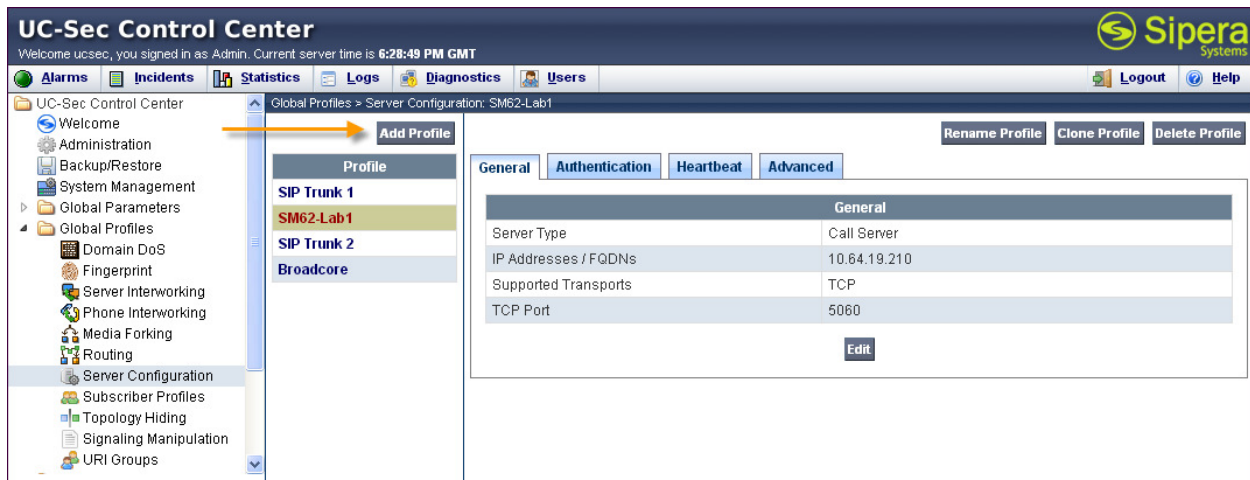 UC-Sec Control Center
Welcome ucsec, you signed in as Admin. Current server time is 6:28:49 PM GMT
Sipera
Systems
Alarms Incidents Statistics Logs Diagnostics Users Logout Help
UC-Sec Control Center
Welcome
Administration
Backup/Restore
System Management
Global Parameters
Global Profiles
Domain DoS
Fingerprint
Server Interworking
Phone Interworking
Media Forking
Routing
Server Configuration
Subscriber Profiles
Topology Hiding
Signaling Manipulation
URI Groups
Global Profiles > Server Configuration: SM62-Lab1
Add Profile
Profile
SIP Trunk 1
SM62-Lab1
SIP Trunk 2
Broadcore
Rename Profile Clone Profile Delete Profile
General Authentication Heartbeat Advanced
General
Server Type Call Server
IP Addresses / FQDNs 10.64.19.210
Supported Transports TCP
TCP Port 5060
Edit